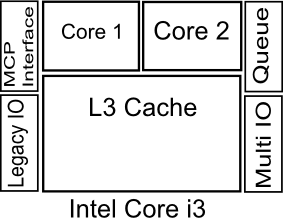 MCP
Interface
Core 1
Core 2
Queue
Legacy IO
L3 Cache
Multi IO
Intel Core i3